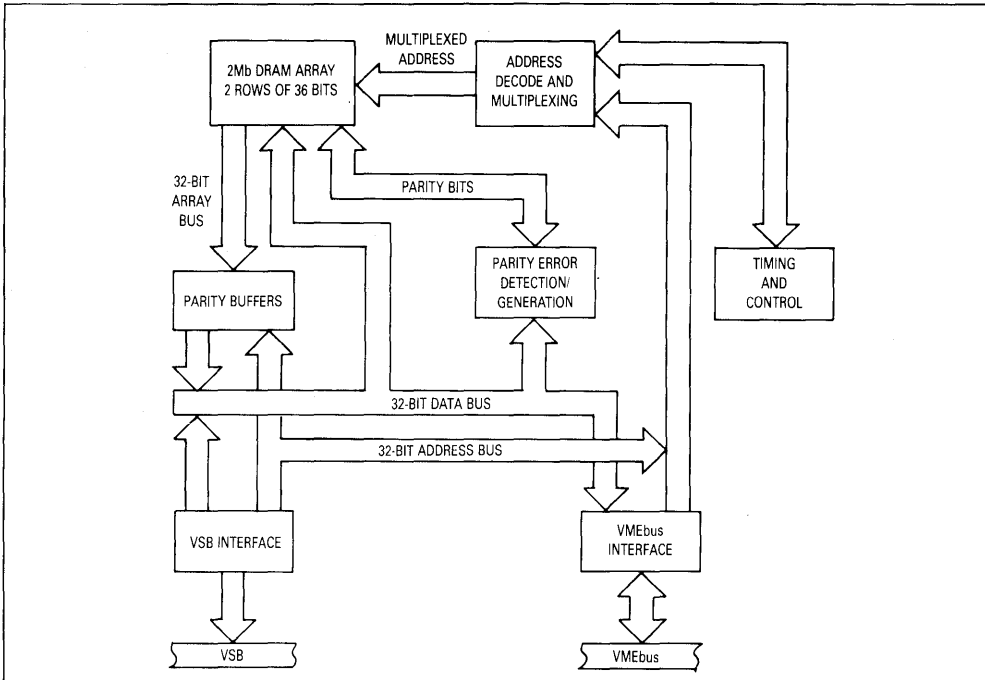 MULTIPLEXED
ADDRESS
2Mb DRAM ARRAY
2 ROWS OF 36 BITS
ADDRESS
DECODE AND
MULTIPLEXING
32-BIT
ARRAY
BUS
PARITY BITS
PARITY BUFFERS
PARITY ERROR
DETECTION/
GENERATION
TIMING
AND
CONTROL
32-BIT DATA BUS
32-BIT ADDRESS BUS
VSB INTERFACE
VMEbus
INTERFACE
VSB
VMEbus